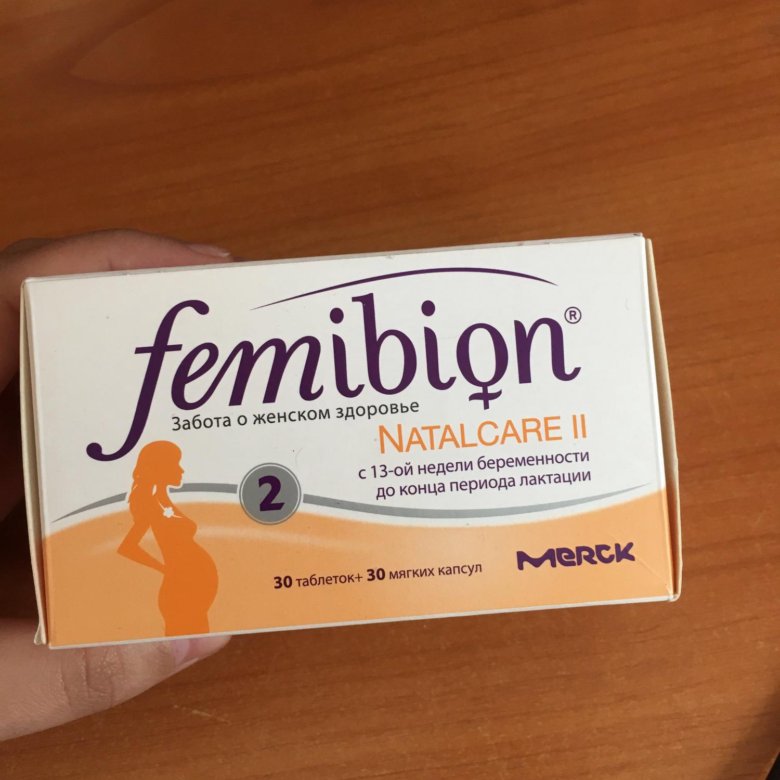 femibion®
Забота о женском здоровье
NATALCARE II
с 13-ой недели беременности
до конца периода лактации
2
30 таблеток+ 30 мягких капсул
Merck